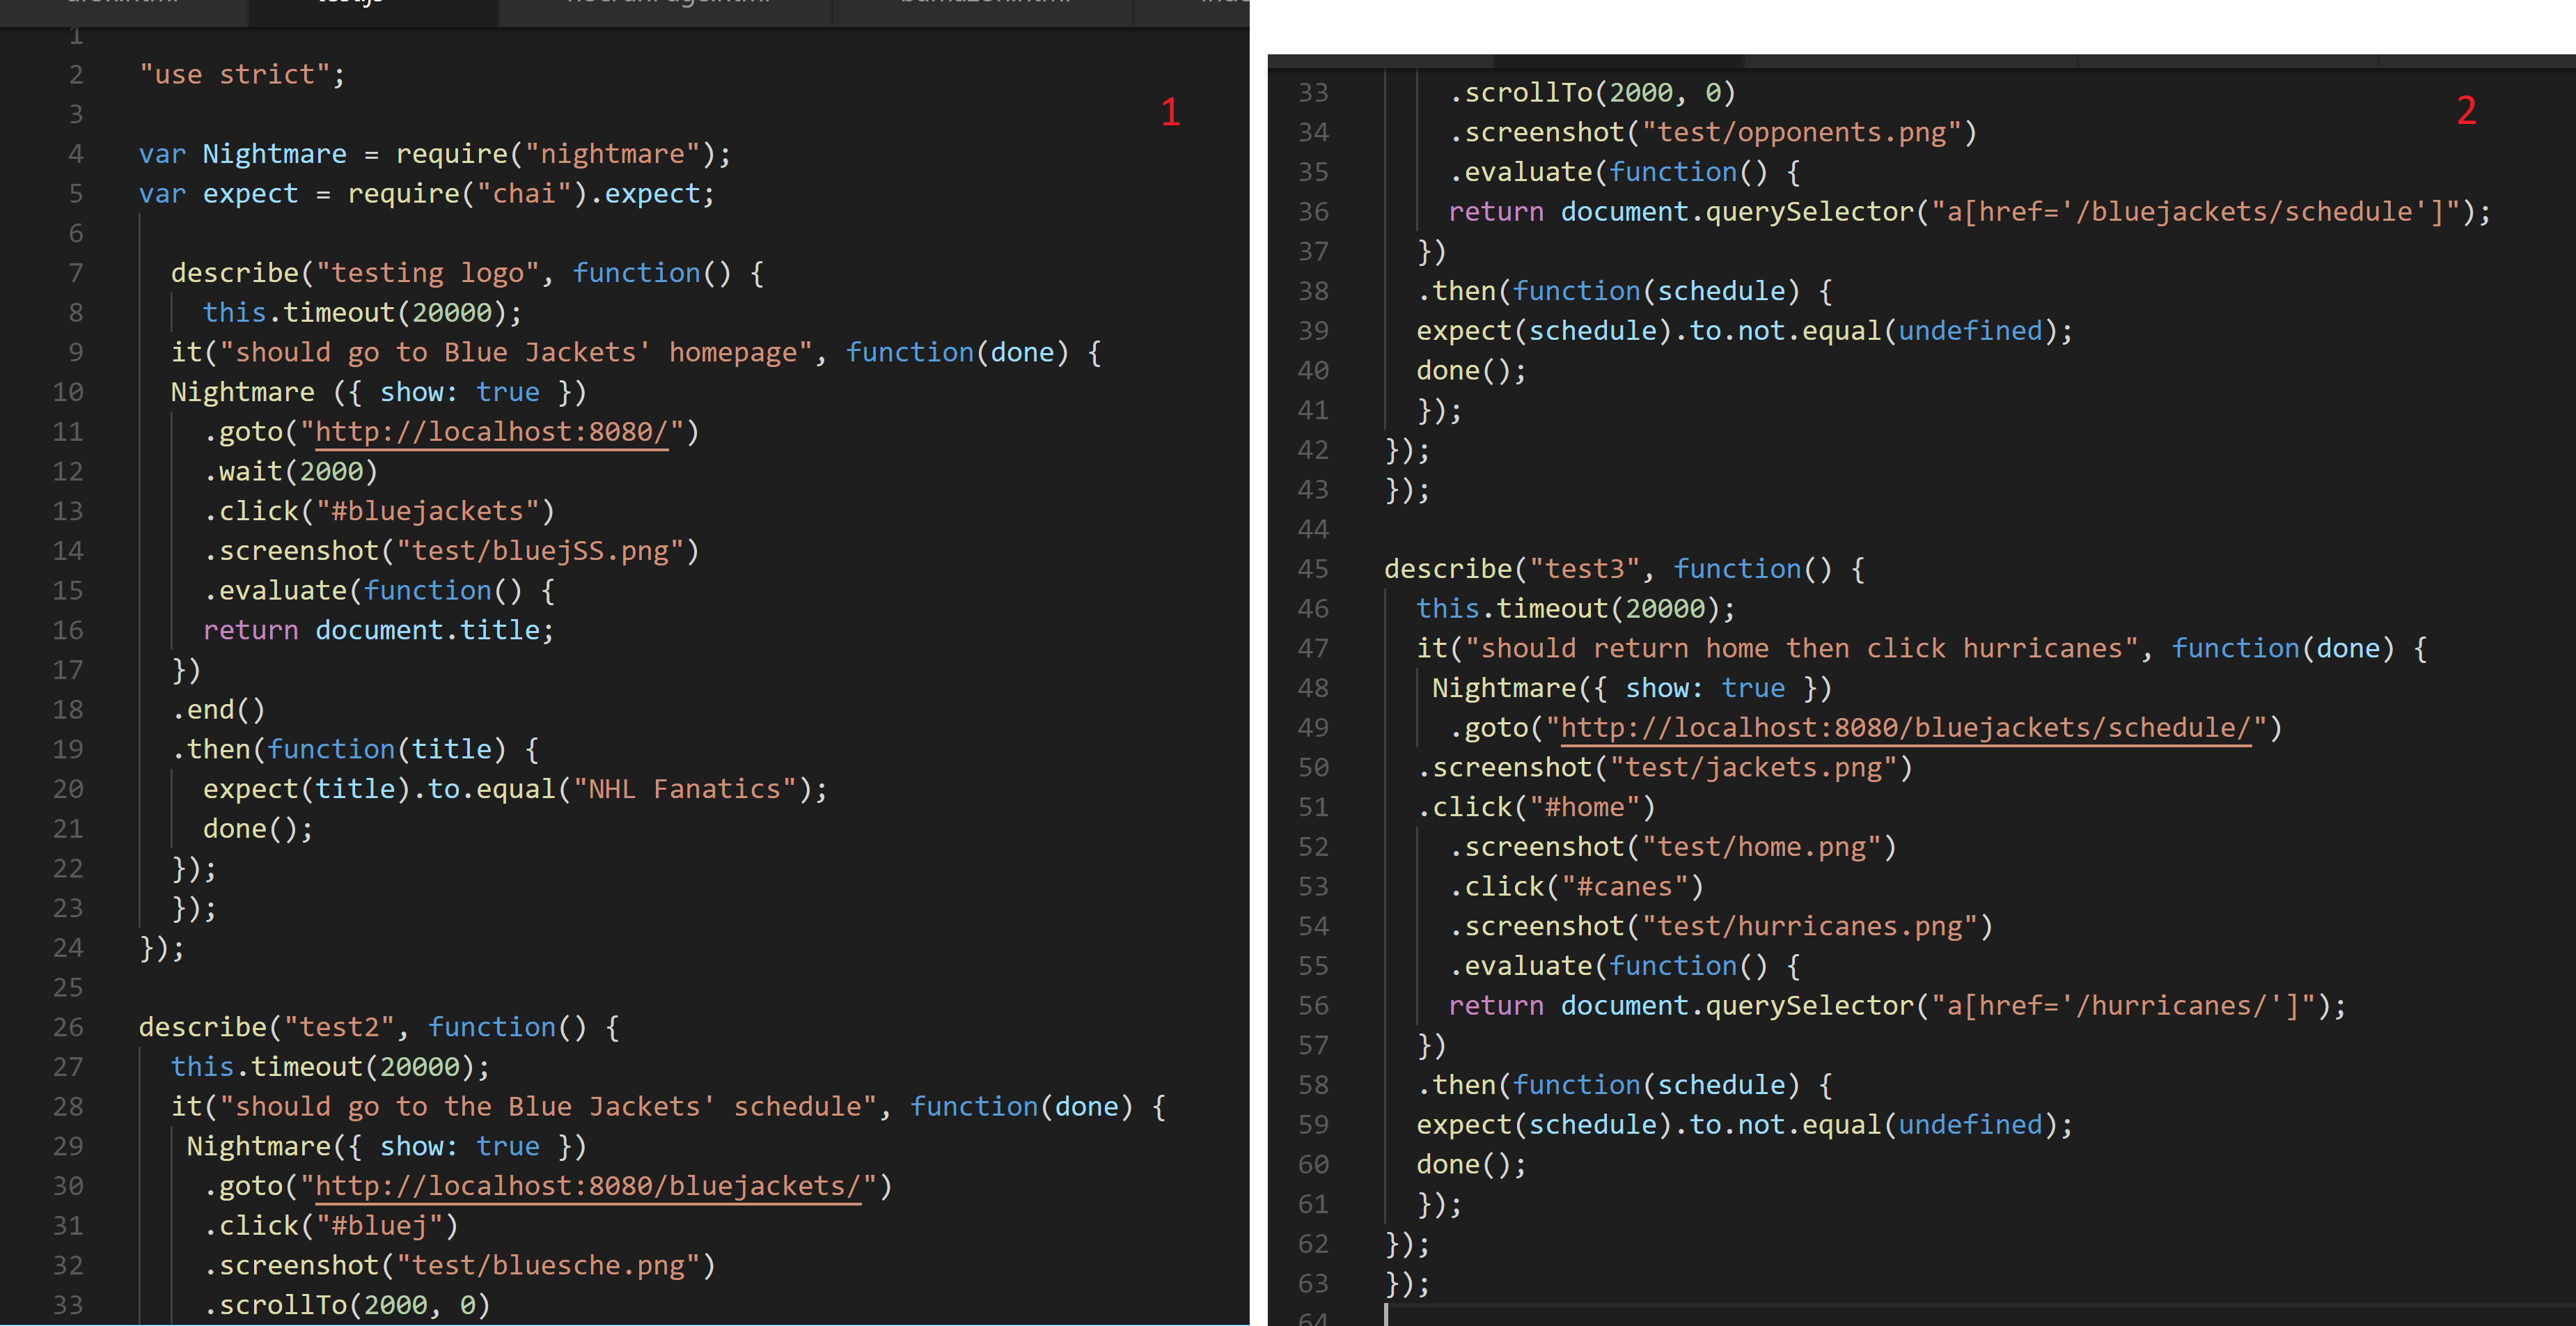 test.js
1
1
2 "use strict";
3
4 var Nightmare = require("nightmare");
5 var expect = require("chai").expect;
6
7 describe("testing logo", function() {
8 this.timeout(20000);
9 it("should go to Blue Jackets' homepage", function(done) {
10 Nightmare ({ show: true })
11 .goto("http://localhost:8080/")
12 .wait(2000)
13 .click("#bluejackets")
14 .screenshot("test/bluejSS.png")
15 .evaluate(function() {
16 return document.title;
17 })
18 .end()
19 .then(function(title) {
20 expect(title).to.equal("NHL Fanatics");
21 done();
22 });
23 });
24 });
25
26 describe("test2", function() {
27 this.timeout(20000);
28 it("should go to the Blue Jackets' schedule", function(done) {
29 Nightmare({ show: true })
30 .goto("http://localhost:8080/bluejackets/")
31 .click("#bluej")
32 .screenshot("test/bluesche.png")
33 .scrollTo(2000, 0)
2
33 .scrollTo(2000, 0)
34 .screenshot("test/opponents.png")
35 .evaluate(function() {
36 return document.querySelector("a[href='/bluejackets/schedule']");
37 })
38 .then(function(schedule) {
39 expect(schedule).to.not.equal(undefined);
40 done();
41 });
42 });
43 });
44
45 describe("test3", function() {
46 this.timeout(20000);
47 it("should return home then click hurricanes", function(done) {
48 Nightmare({ show: true })
49 .goto("http://localhost:8080/bluejackets/schedule/")
50 .screenshot("test/jackets.png")
51 .click("#home")
52 .screenshot("test/home.png")
53 .click("#canes")
54 .screenshot("test/hurricanes.png")
55 .evaluate(function() {
56 return document.querySelector("a[href='/hurricanes/']");
57 })
58 .then(function(schedule) {
59 expect(schedule).to.not.equal(undefined);
60 done();
61 });
62 });
63 });
64